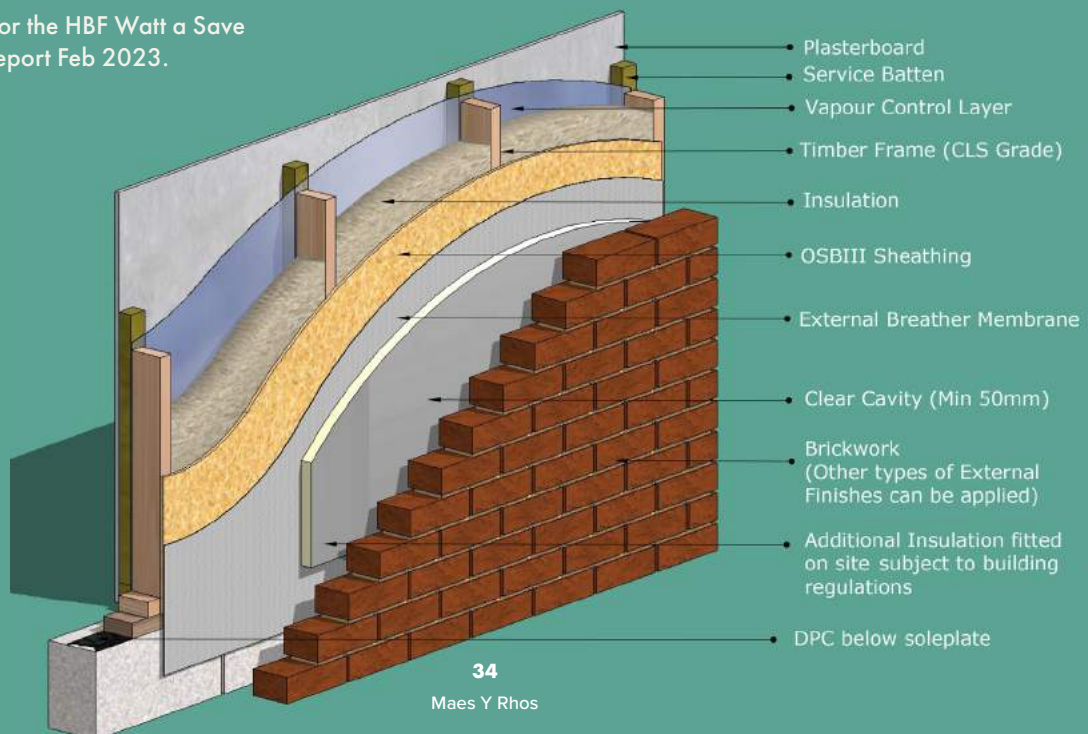 or the HBF Watt a Save
eport Feb 2023.
Plasterboard
Service Batten
Vapour Control Layer
Timber Frame (CLS Grade)
Insulation
OSBIII Sheathing
External Breather Membrane
Clear Cavity (Min 50mm)
Brickwork
(Other types of External
Finishes can be applied)
Additional Insulation fitted
on site subject to building
regulations
DPC below soleplate
34
Maes Y Rhos